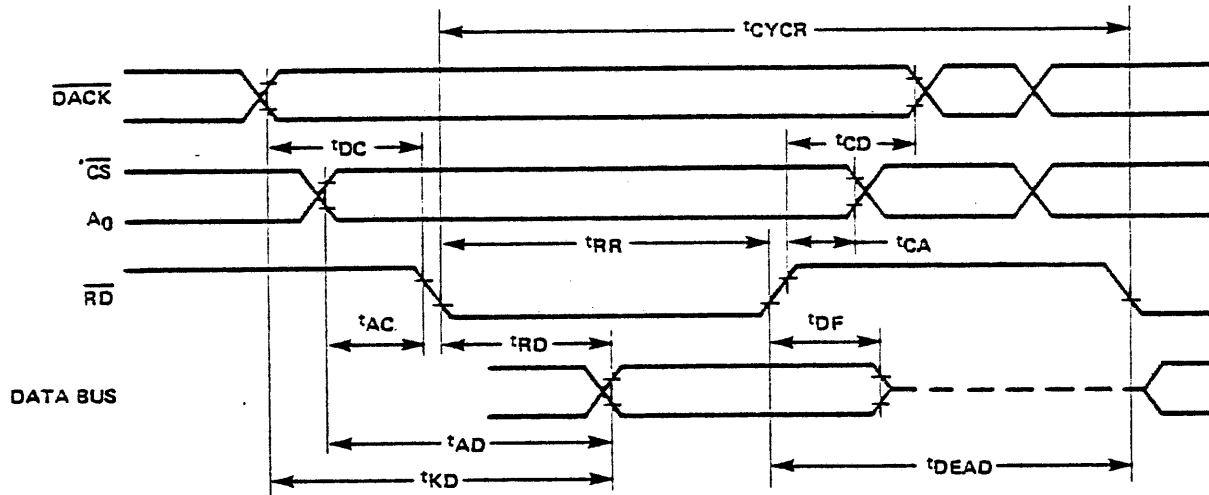 tCYCR
DACK
tDC
tCD
CS
A0
tRR
tCA
RD
tAC
tRD
tDF
DATA BUS
tAD
tDEAD
tKD